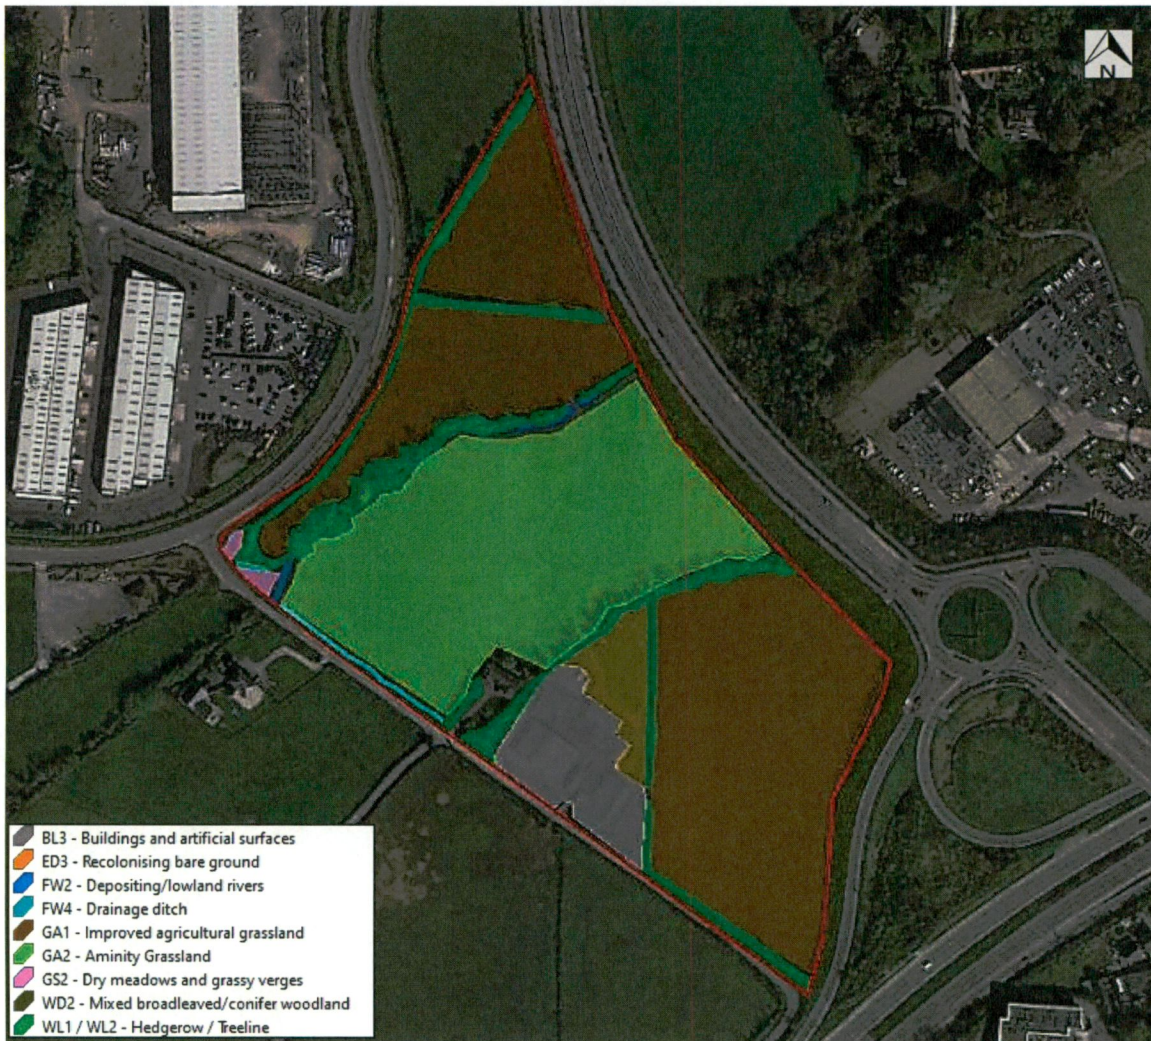 N
BL3 - Buildings and artificial surfaces
ED3 - Recolonising bare ground
FW2 - Depositing/lowland rivers
FW4 - Drainage ditch
GA1 - Improved agricultural grassland
GA2 - Aminity Grassland
GS2 - Dry meadows and grassy verges
WD2 - Mixed broadleaved/conifer woodland
WL1 / WL2 - Hedgerow / Treeline